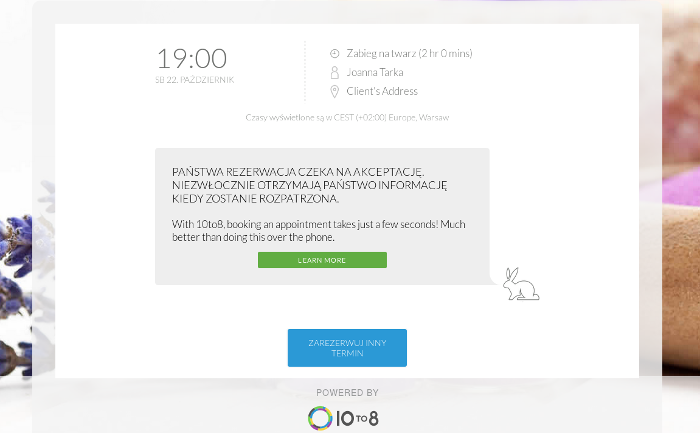 19:00
SB 22. PAŹDZIERNIK
Zabieg na twarz (2 hr 0 mins)
Joanna Tarka
Client's Address
Czasy wyświetlone są w CEST (+02:00) Europe, Warsaw
PAŃSTWA REZERWACJA CZEKA NA AKCEPTACJĘ.
NIEZWŁOCZNIE OTRZYMAJĄ PAŃSTWO INFORMACJĘ
KIEDY ZOSTANIE ROZPATRZONA.
With 10to8, booking an appointment takes just a few seconds! Much
better than doing this over the phone.
LEARN MORE
ZAREZERWUJ INNY
TERMIN
POWERED BY
10 TO 8